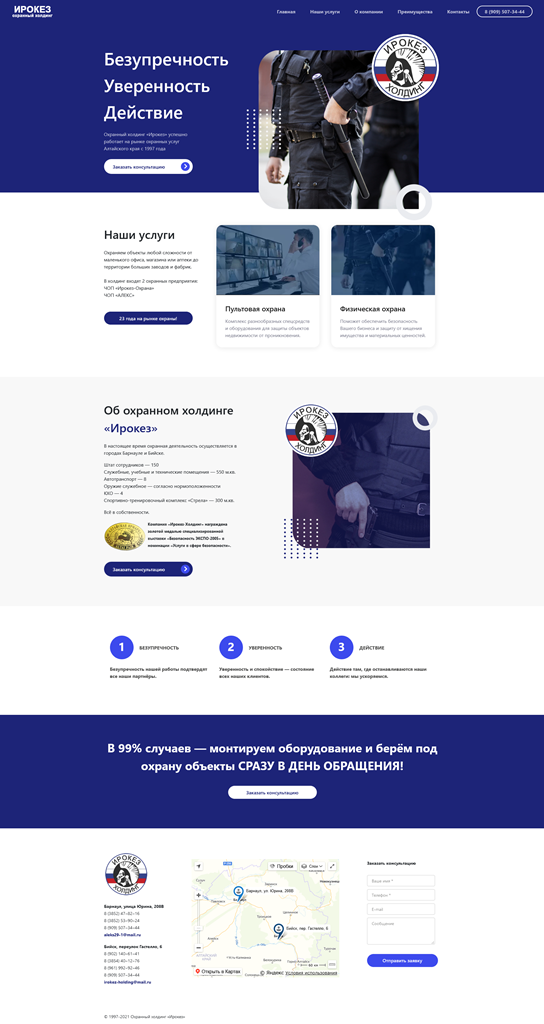 ИРОКЕЗ
охранный холдинг
Главная
Наши услуги
О компании
Преимущества
Контакты
8 (909) 507-34-44
Безупречность
Уверенность
Действие
Охранный холдинг «Ирокез» успешно
работает на рынке охранных услуг
Алтайского края с 1997 года
Заказать консультацию
ИРОКЕЗ
ХОЛДИНГ
Наши услуги
Охраняем объекты любой сложности от
маленького офиса, магазина или аптеки до
территории больших заводов и фабрик.
В холдинг входят 2 охранных предприятия:
ЧОП «Ирокез-Охрана»
ЧОП «АЛЕКС»
23 года на рынке охраны!
Пультовая охрана
Комплекс разнообразных спецсредств
и оборудования для защиты объектов
недвижимости от проникновения.
Физическая охрана
Поможет обеспечить безопасность
Вашего бизнеса и защиту от хищения
имущества и материальных ценностей.
Об охранном холдинге
«Ирокез»
В настоящее время охранная деятельность осуществляется в
городах Барнауле и Бийске.
Штат сотрудников — 150
Служебные, учебные и технические помещения — 550 м.кв.
Автотранспорт — 8
Оружие служебное — согласно нормоположенности
КХО — 4
Спортивно-тренировочный комплекс «Стрела» — 300 м.кв.
Всё в собственности.
Компания «Ирокез Холдинг» награждена
золотой медалью специализированной
выставки «Безопасность ЭКСПО-2005» в
номинации «Услуги в сфере безопасности».
Заказать консультацию
ИРОКЕЗ
ХОЛДИНГ
1 БЕЗУПРЕЧНОСТЬ
Безупречность нашей работы подтвердят
все наши партнёры.
2 УВЕРЕННОСТЬ
Уверенность и спокойствие — состояние
всех наших клиентов.
3 ДЕЙСТВИЕ
Действие там, где останавливаются наши
коллеги: мы ускоряемся.
В 99% случаев — монтируем оборудование и берём под
охрану объекты СРАЗУ В ДЕНЬ ОБРАЩЕНИЯ!
Заказать консультацию
ИРОКЕЗ
ХОЛДИНГ
Барнаул, улица Юрина, 200В
8 (3852) 47-82-16
8 (3852) 53-90-24
8 (909) 507-34-44
aleks29-1@mail.ru
Бийск, переулок Гастелло, 6
8 (902) 140-41-41
8 (3854) 40-12-76
8 (961) 992-92-46
8 (909) 507-34-44
irokez-holding@mail.ru
Пробки
Слои
Барнаул, ул. Юрина, 200В
Бийск, пер. Гастелло, 6
Открыть в Картах
© Яндекс Условия использования
Заказать консультацию
Ваше имя *
Телефон *
E-mail
Сообщение
Отправить заявку
© 1997-2021 Охранный холдинг «Ирокез»